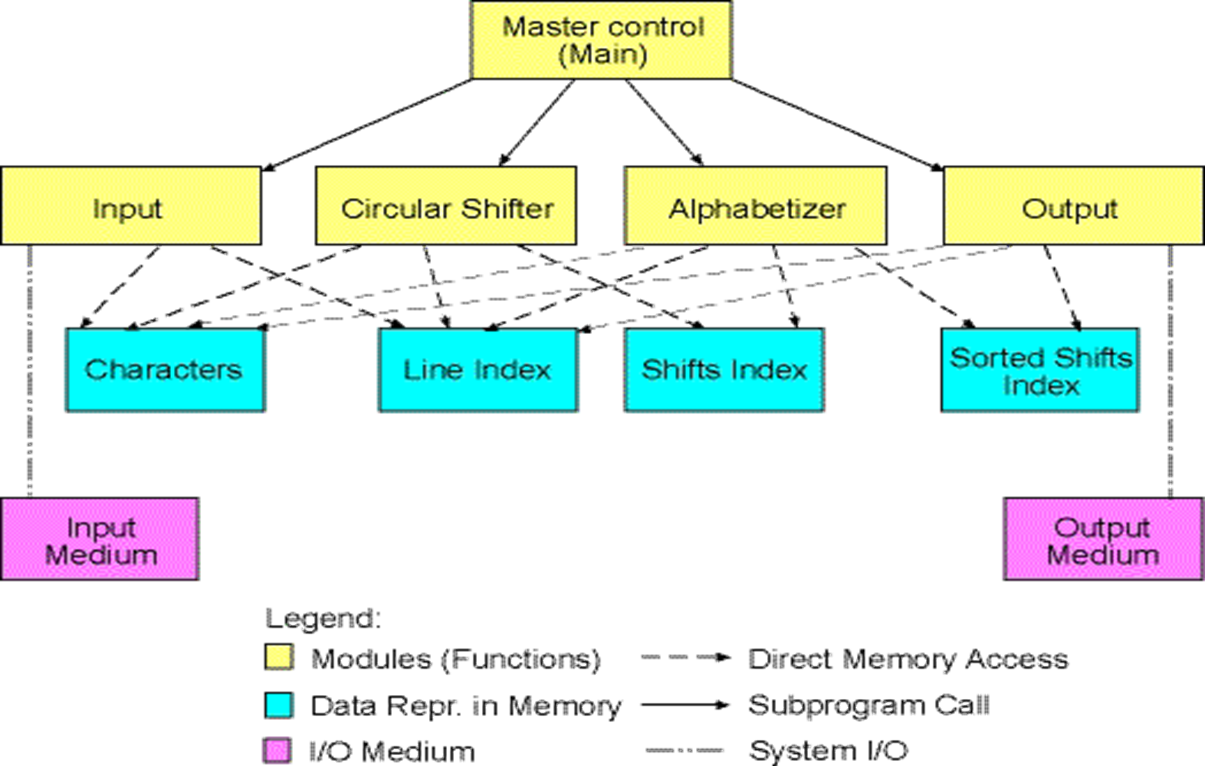 Master control
(Main)
Input
Circular Shifter
Alphabetizer
Output
Characters
Line Index
Shifts Index
Sorted Shifts
Index
Input
Medium
Output
Medium
Legend:
Modules (Functions)
Direct Memory Access
Data Repr. in Memory
Subprogram Call
I/O Medium
System I/O